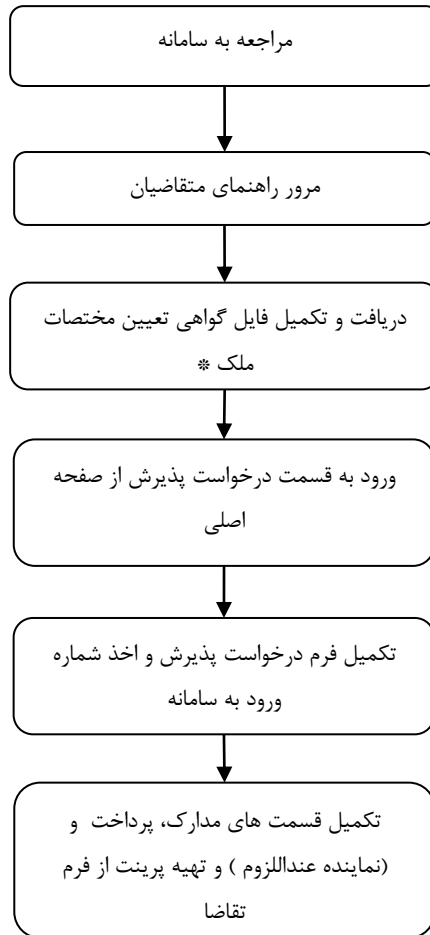 مراجعه به سامانه
مرور راهنمای متقاضیان
دریافت و تکمیل فایل گواهی تعیین مختصات
ملک *
ورود به قسمت درخواست پذیرش از صفحه
اصلی
تکمیل فرم درخواست پذیرش و اخذ شماره
ورود به سامانه
تکمیل قسمت های مدارک، پرداخت و
(نماینده عنداللزوم ) و تهیه پرینت از فرم
تقاضا